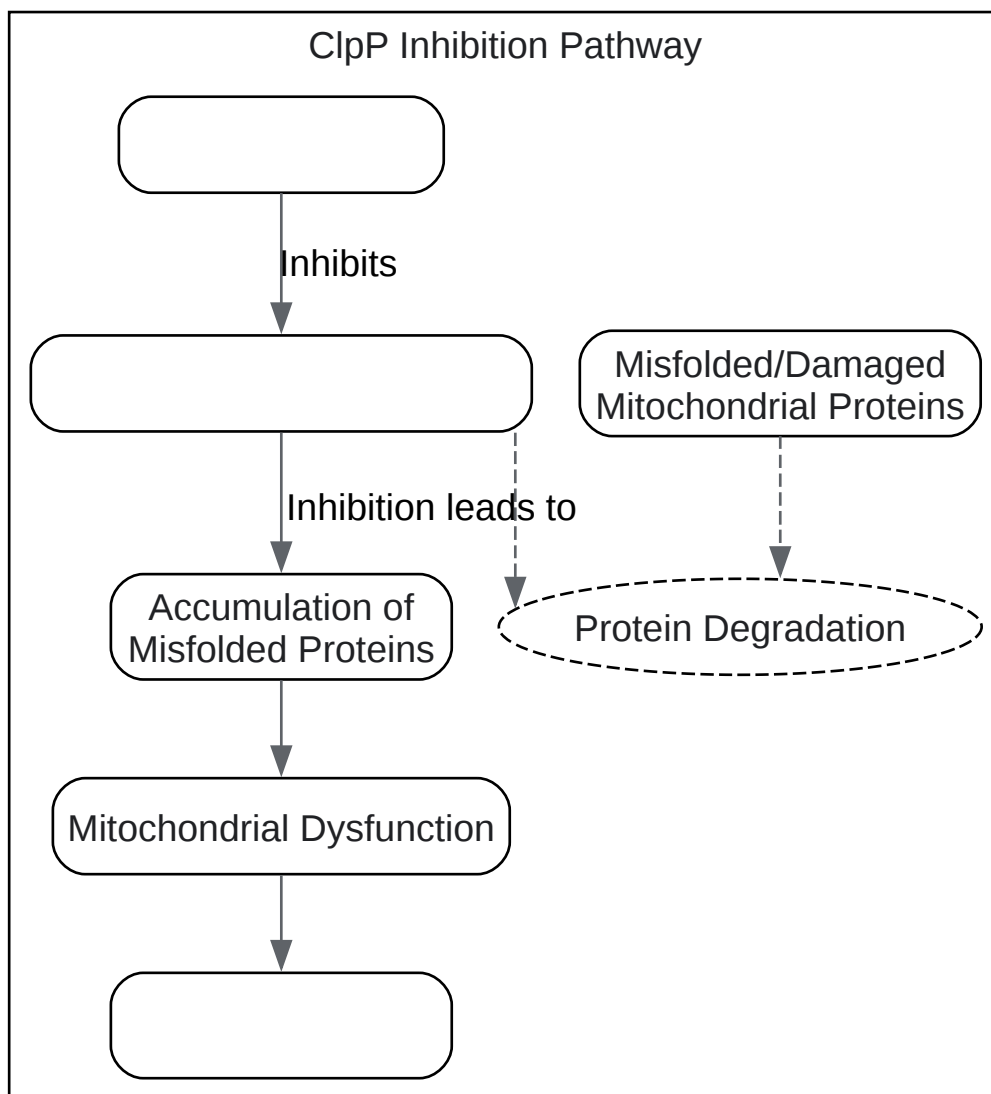 ClpP Inhibition Pathway
Inhibits
Misfolded/Damaged
Mitochondrial Proteins
Inhibition leads to
Accumulation of
Misfolded Proteins
Protein Degradation
Mitochondrial Dysfunction